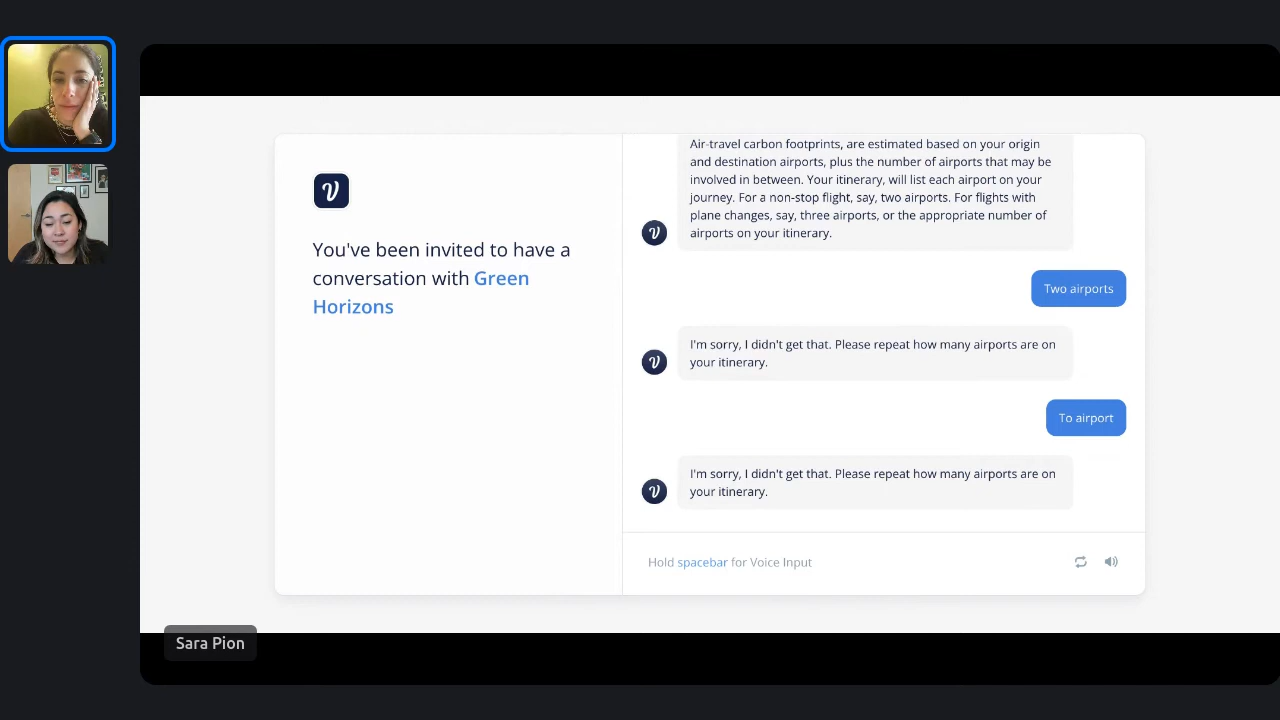 You've been invited to have a
conversation with Green
Horizons
Air-travel carbon footprints, are estimated based on your origin
and destination airports, plus the number of airports that may be
involved in between. Your itinerary, will list each airport on your
journey. For a non-stop flight, say, two airports. For flights with
plane changes, say, three airports, or the appropriate number of
airports on your itinerary.
Two airports
I'm sorry, I didn't get that. Please repeat how many airports are on
your itinerary.
To airport
I'm sorry, I didn't get that. Please repeat how many airports are on
your itinerary.
Hold spacebar for Voice Input
Sara Pion